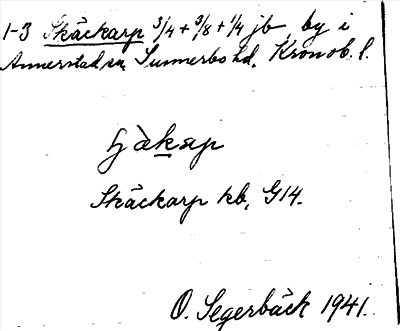 1-3 Skäckarp 3/4 + 3/8 + 1/4 jb, by i
Annerstad sn, Sunnerbo hd, Kronob. l.
Skäckarp kb, G14.
O. Segerbäck 1941.